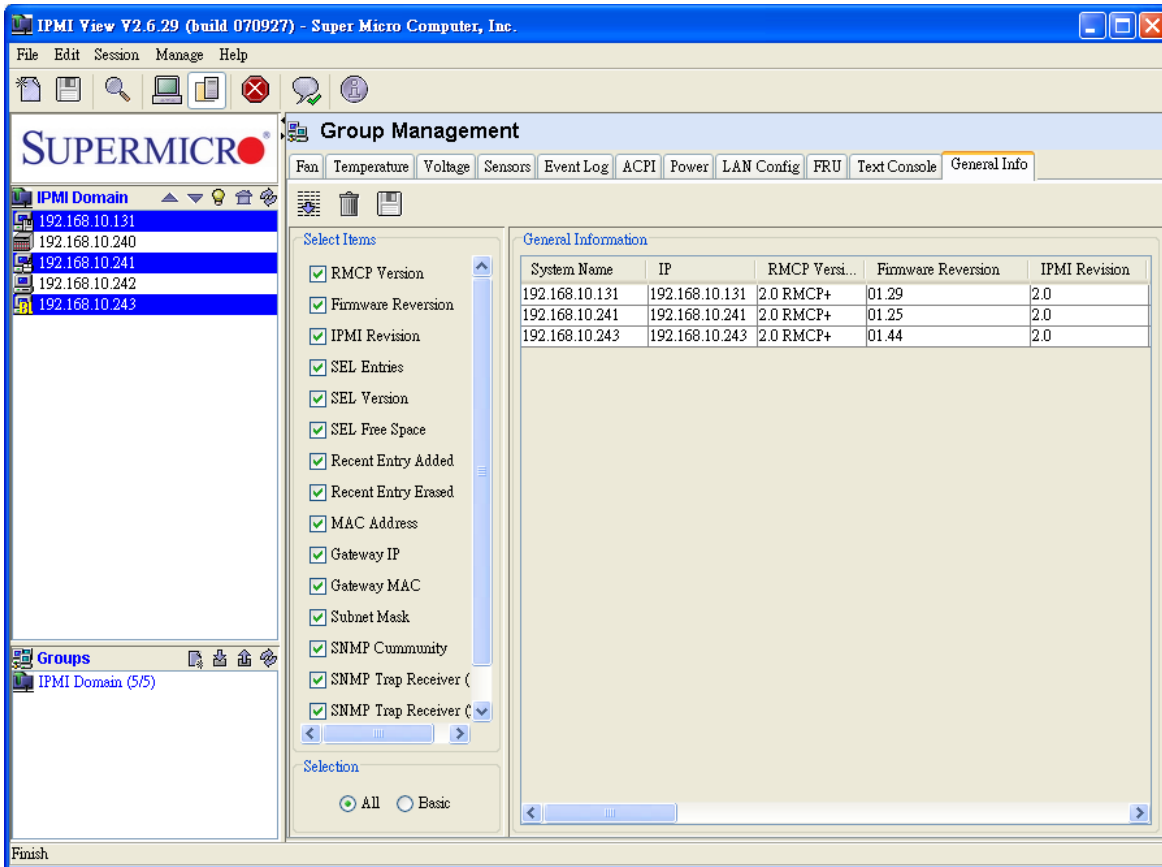 IPMI View V2.6.29 (build 070927) - Super Micro Computer, Inc.
File Edit Session Manage Help
SUPERMICRO®
Group Management
Fan Temperature Voltage Sensors Event Log ACPI Power LAN Config FRU Text Console General Info
IPMI Domain
192.168.10.131
192.168.10.240
192.168.10.241
192.168.10.242
192.168.10.243
Groups
IPMI Domain (5/5)
Select Items
RMCP Version
Firmware Reversion
IPMI Revision
SEL Entries
SEL Version
SEL Free Space
Recent Entry Added
Recent Entry Erased
MAC Address
Gateway IP
Gateway MAC
Subnet Mask
SNMP Cummunity
SNMP Trap Receiver (
SNMP Trap Receiver (
Selection
All Basic
General Information
System Name IP RMCP Versi... Firmware Reversion IPMI Revision
192.168.10.131 192.168.10.131 2.0 RMCP+ 01.29 2.0
192.168.10.241 192.168.10.241 2.0 RMCP+ 01.25 2.0
192.168.10.243 192.168.10.243 2.0 RMCP+ 01.44 2.0
Finish